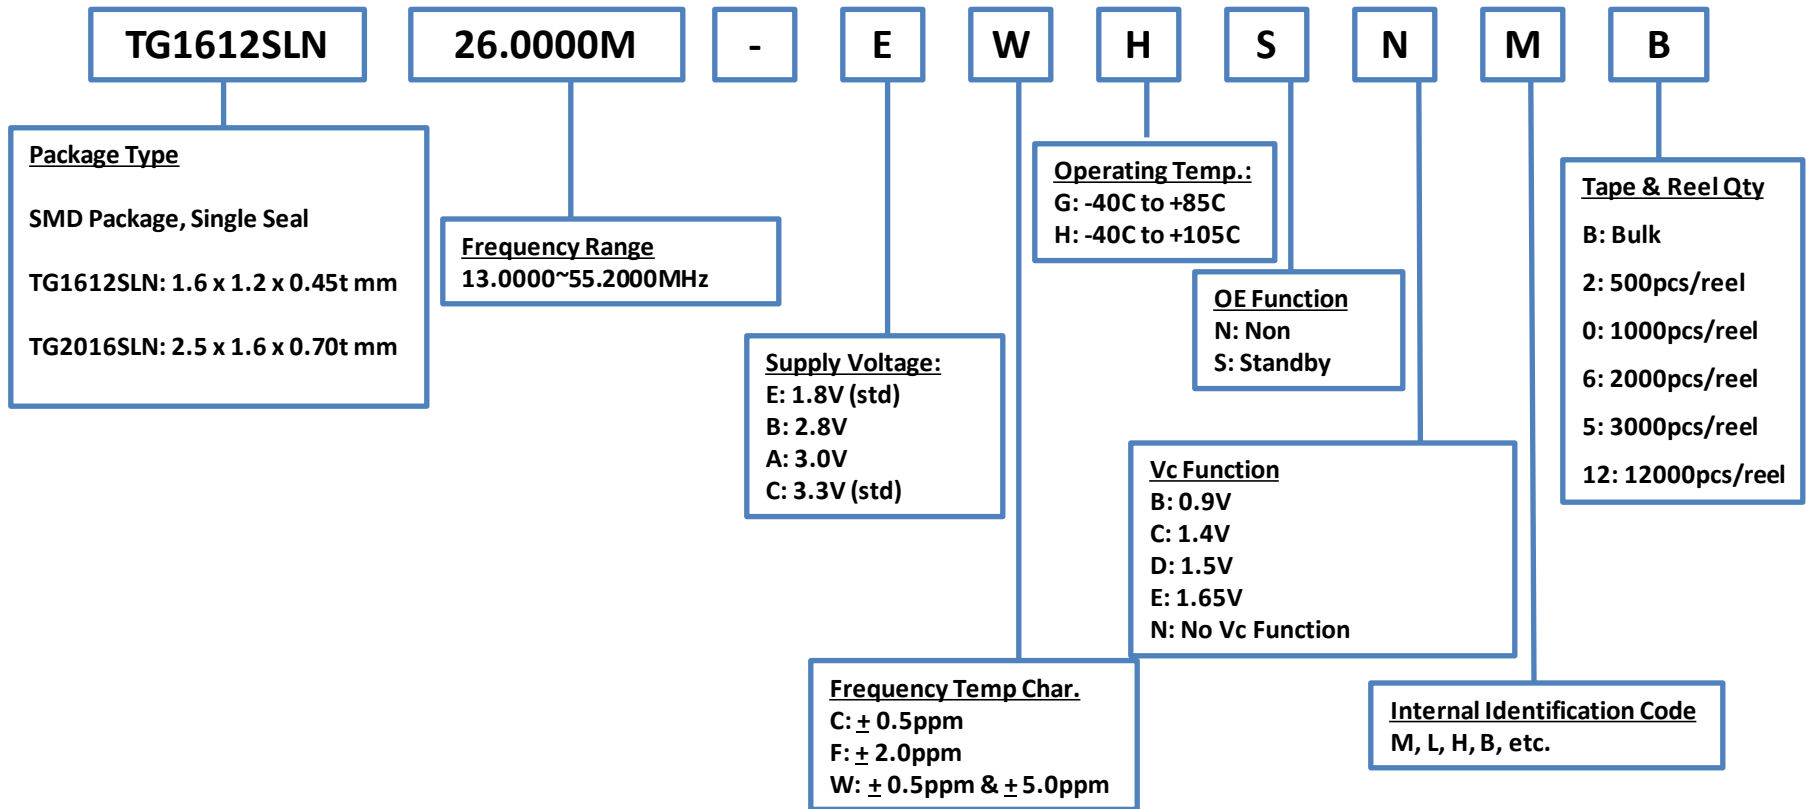 TG1612SLN 26.0000M - E W H S N M B
Package Type
SMD Package, Single Seal
TG1612SLN: 1.6 x 1.2 x 0.45t mm
TG2016SLN: 2.5 x 1.6 x 0.70t mm
Frequency Range
13.0000~55.2000MHz
Supply Voltage:
E: 1.8V (std)
B: 2.8V
A: 3.0V
C: 3.3V (std)
Frequency Temp Char.
C: ± 0.5ppm
F: ± 2.0ppm
W: ± 0.5ppm & ± 5.0ppm
Operating Temp.:
G: -40C to +85C
H: -40C to +105C
OE Function
N: Non
S: Standby
Vc Function
B: 0.9V
C: 1.4V
D: 1.5V
E: 1.65V
N: No Vc Function
Internal Identification Code
M, L, H, B, etc.
Tape & Reel Qty
B: Bulk
2: 500pcs/reel
0: 1000pcs/reel
6: 2000pcs/reel
5: 3000pcs/reel
12: 12000pcs/reel